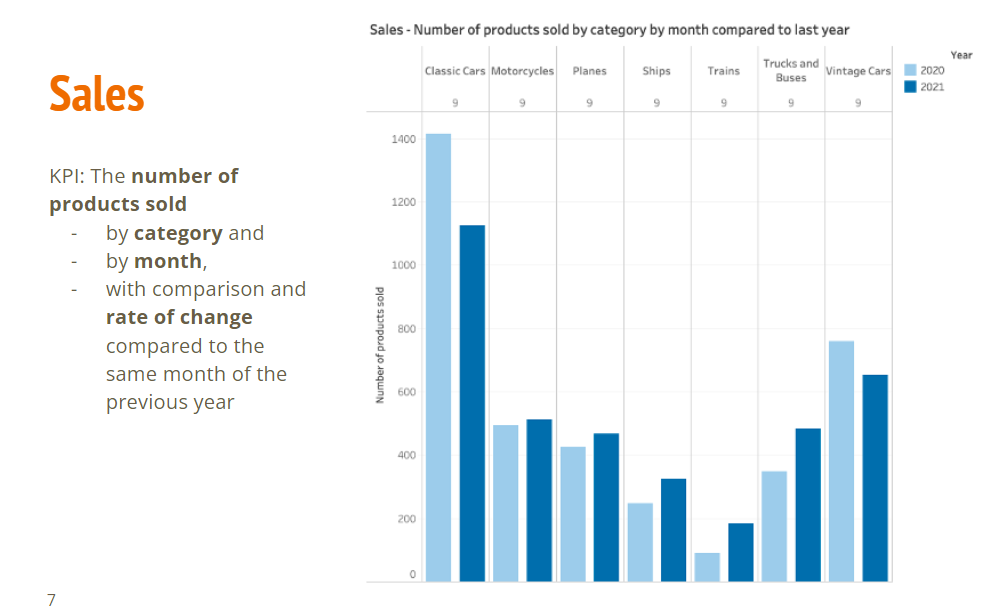 Sales
KPI: The number of
products sold
- by category and
- by month,
- with comparison and
rate of change
compared to the
same month of the
previous year
7
Sales - Number of products sold by category by month compared to last year
Classic Cars Motorcycles Planes Ships Trains Trucks and Buses Vintage Cars
9 9 9 9 9 9 9
Year
2020
2021
Number of products sold
1400
1200
1000
800
600
400
200
0